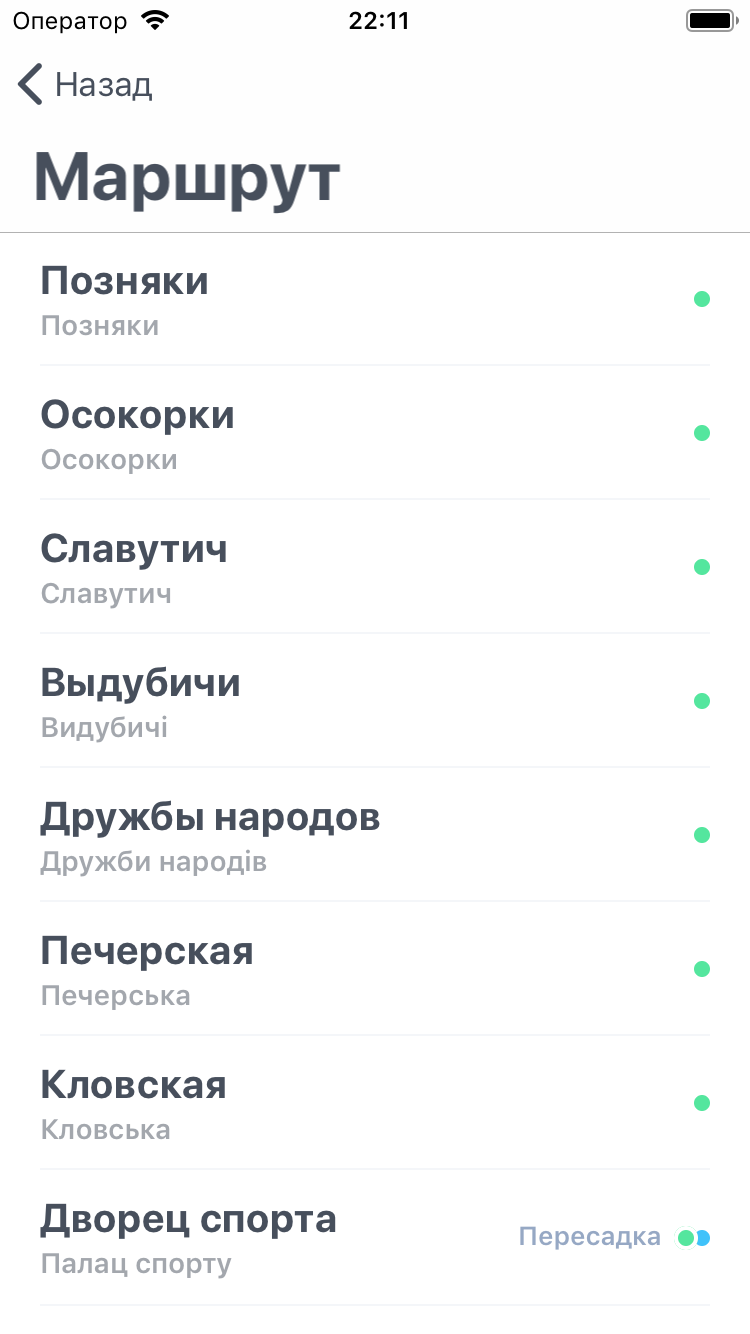 Оператор 22:11
Назад
Маршрут
Позняки
Позняки
Осокорки
Осокорки
Славутич
Славутич
Выдубичи
Видубичі
Дружбы народов
Дружби народів
Печерская
Печерська
Кловская
Кловська
Дворец спорта
Пересадка
Палац спорту